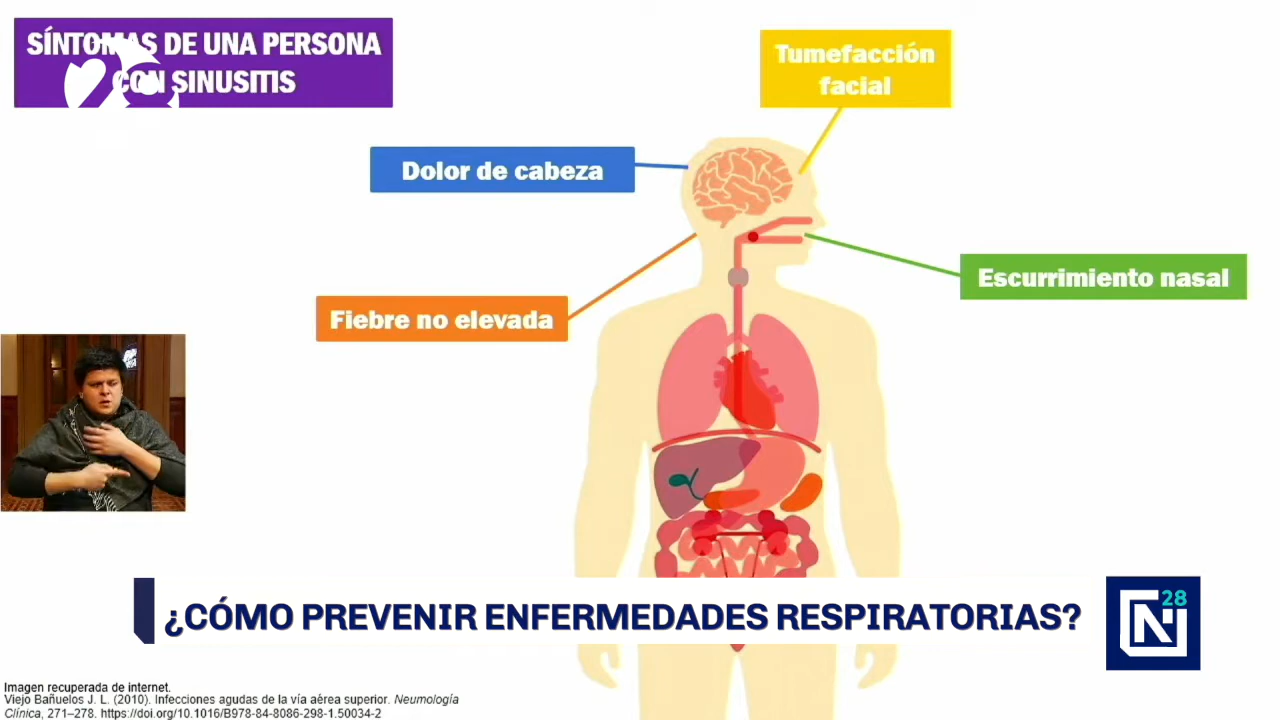 SÍNTOMAS DE UNA PERSONA
CON SINUSITIS
Tumefacción
facial
Dolor de cabeza
Escurrimiento nasal
Fiebre no elevada
¿CÓMO PREVENIR ENFERMEDADES RESPIRATORIAS?
N 28
Imagen recuperada de internet.
Viejo Bañuelos J. L. (2010). Infecciones agudas de la vía aérea superior. Neumología
Clínica, 271–278. https://doi.org/10.1016/B978-84-8086-298-1.50034-2